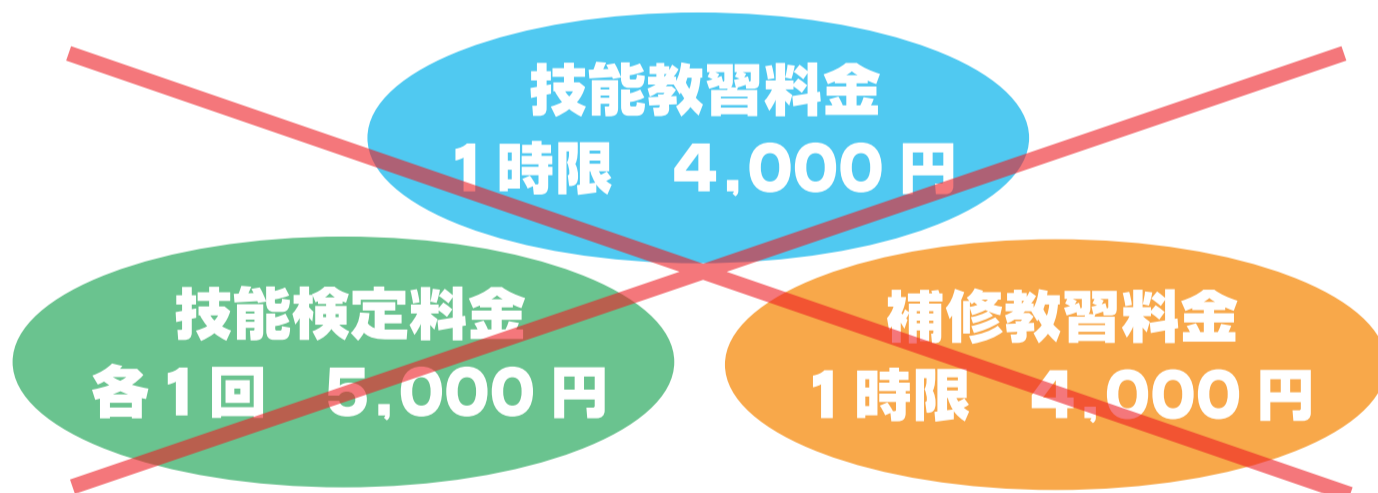 技能教習料金
1時限　4,000円
技能検定料金
各1回　5,000円
補修教習料金
1時限　4,000円